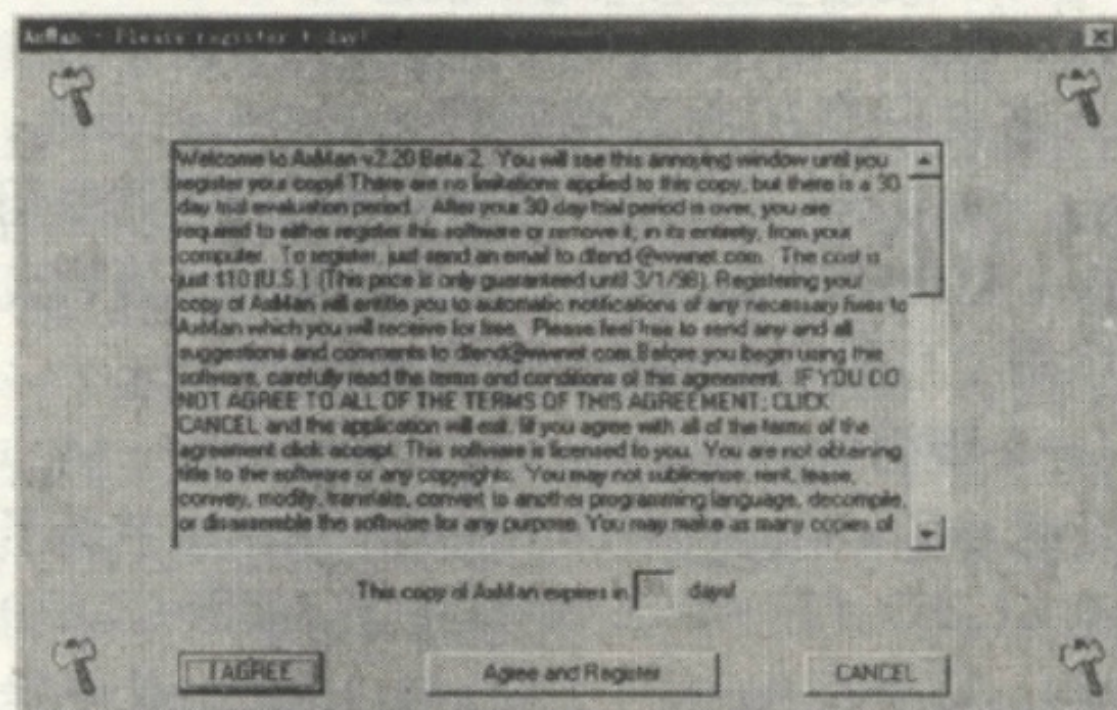 AxMan - Please register t day!
Welcome to AxMan v2.20 Beta 2. You will see this annoying window until you
register your copy! There are no limitations applied to this copy, but there is a 30
day trial evaluation period. After your 30 day trial period is over, you are
required to either register this software or remove it, in its entirety, from your
computer. To register, just send an email to dfend@wwnet.com. The cost is
just $10 (U.S.). (This price is only guaranteed until 3/1/98). Registering your
copy of AxMan will entitle you to automatic notifications of any necessary fixes to
AxMan which you will receive for free. Please feel free to send any and all
suggestions and comments to dfend@wwnet.com. Before you begin using this
software, carefully read the terms and conditions of this agreement. IF YOU DO
NOT AGREE TO ALL OF THE TERMS OF THIS AGREEMENT; CLICK
CANCEL and the application will exit. If you agree with all of the terms of the
agreement click accept. This software is licensed to you. You are not obtaining
title to the software or any copyrights. You may not sublicense, rent, lease,
convey, modify, translate, convert to another programming language, decompile,
or disassemble the software for any purpose. You may make as many copies of
This copy of AxMan expires in days!
I AGREE Agree and Register CANCEL